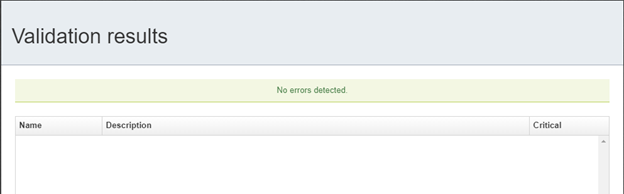 Validation results
No errors detected.
Name Description Critical